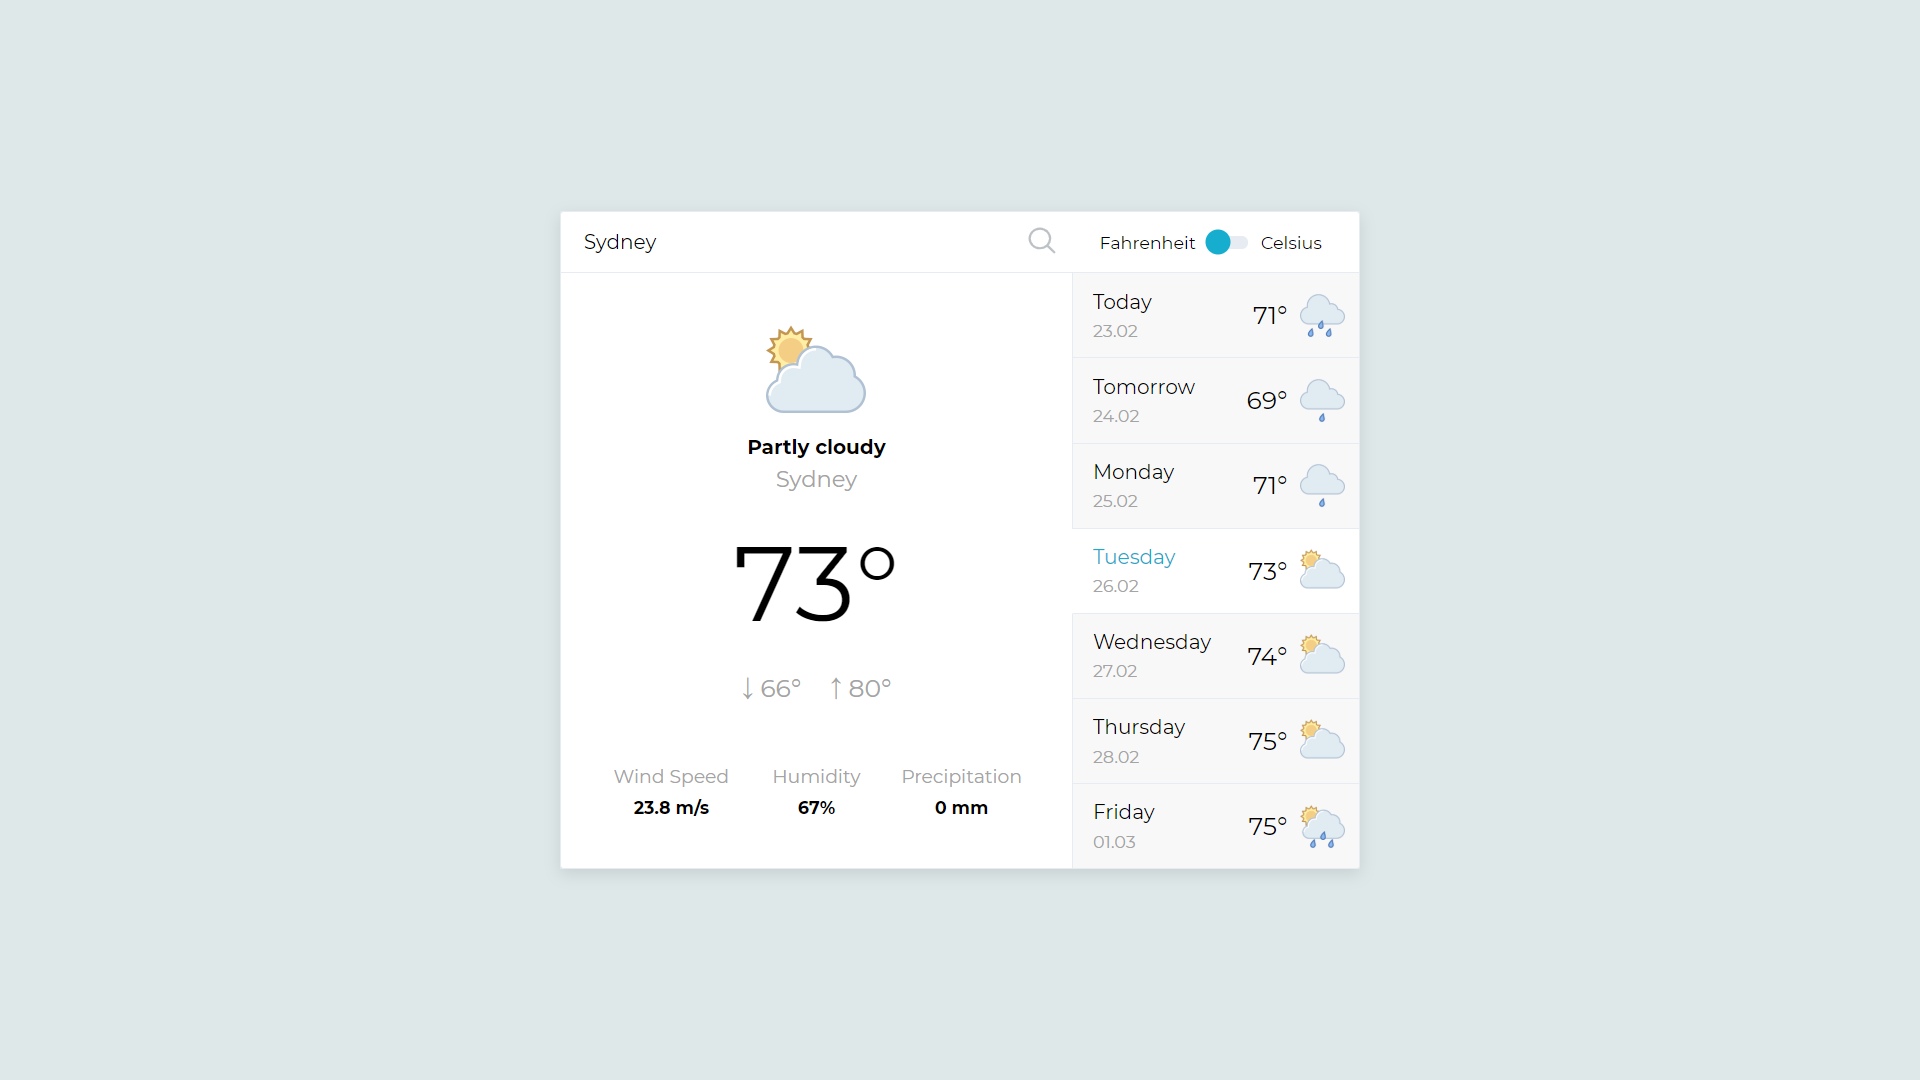 Sydney
Fahrenheit Celsius
Partly cloudy
Sydney
73°
↓ 66° ↑ 80°
Wind Speed Humidity Precipitation
23.8 m/s 67% 0 mm
Today 71°
23.02
Tomorrow 69°
24.02
Monday 71°
25.02
Tuesday 73°
26.02
Wednesday 74°
27.02
Thursday 75°
28.02
Friday 75°
01.03